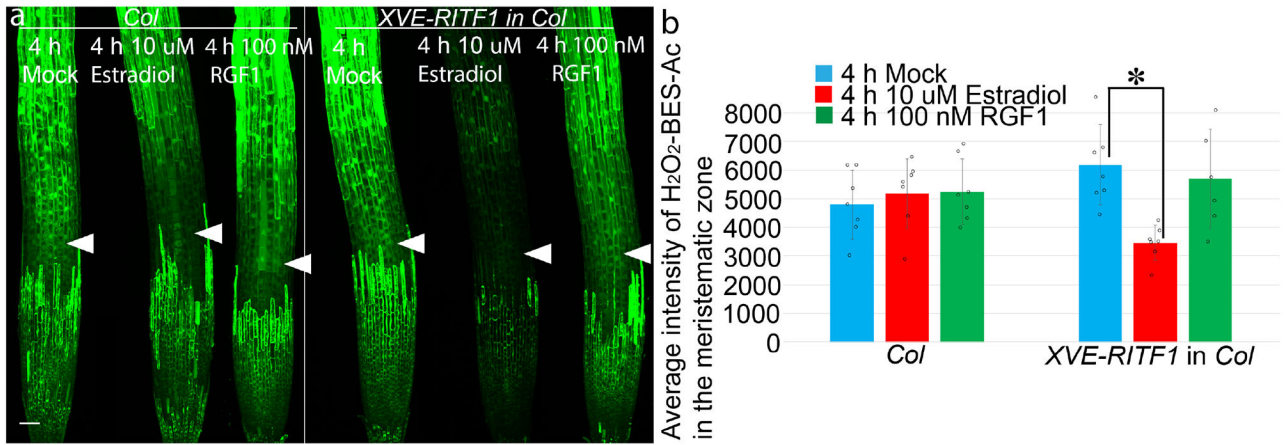 a
Col
XVE-RITF1 in Col
4 h
Mock
4 h 10 uM
Estradiol
4 h 100 nM
RGF1
4 h
Mock
4 h 10 uM
Estradiol
4 h 100 nM
RGF1
b
Average intensity of H₂O₂-BES-Ac
in the meristematic zone
4 h Mock
4 h 10 uM Estradiol
4 h 100 nM RGF1
*
8000
7000
6000
5000
4000
3000
2000
1000
0
Col
XVE-RITF1 in Col